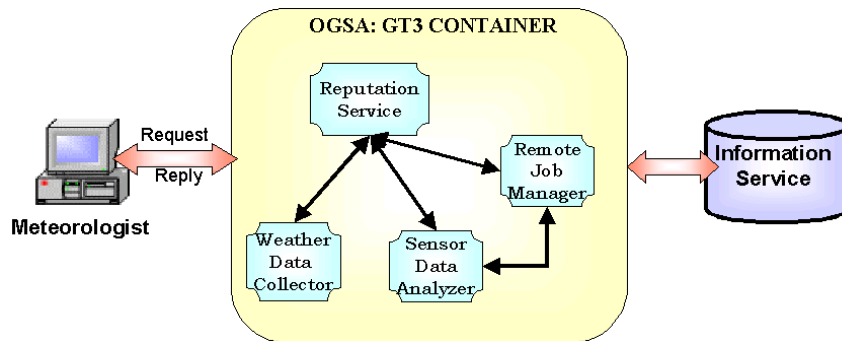 OGSA: GT3 CONTAINER
Reputation
Service
Request
Reply
Meteorologist
Remote
Job
Manager
Information
Service
Weather
Data
Collector
Sensor
Data
Analyzer